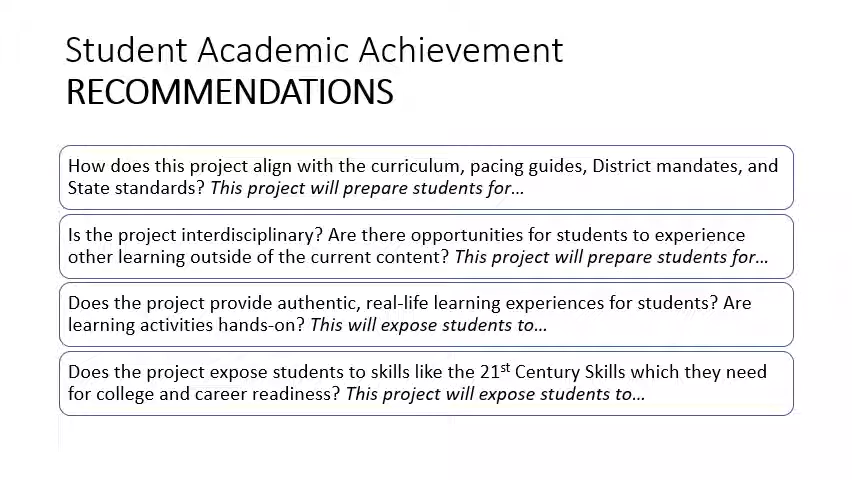 Student Academic Achievement
RECOMMENDATIONS
How does this project align with the curriculum, pacing guides, District mandates, and
State standards? This project will prepare students for…
Is the project interdisciplinary? Are there opportunities for students to experience
other learning outside of the current content? This project will prepare students for…
Does the project provide authentic, real-life learning experiences for students? Are
learning activities hands-on? This will expose students to…
Does the project expose students to skills like the 21st Century Skills which they need
for college and career readiness? This project will expose students to…